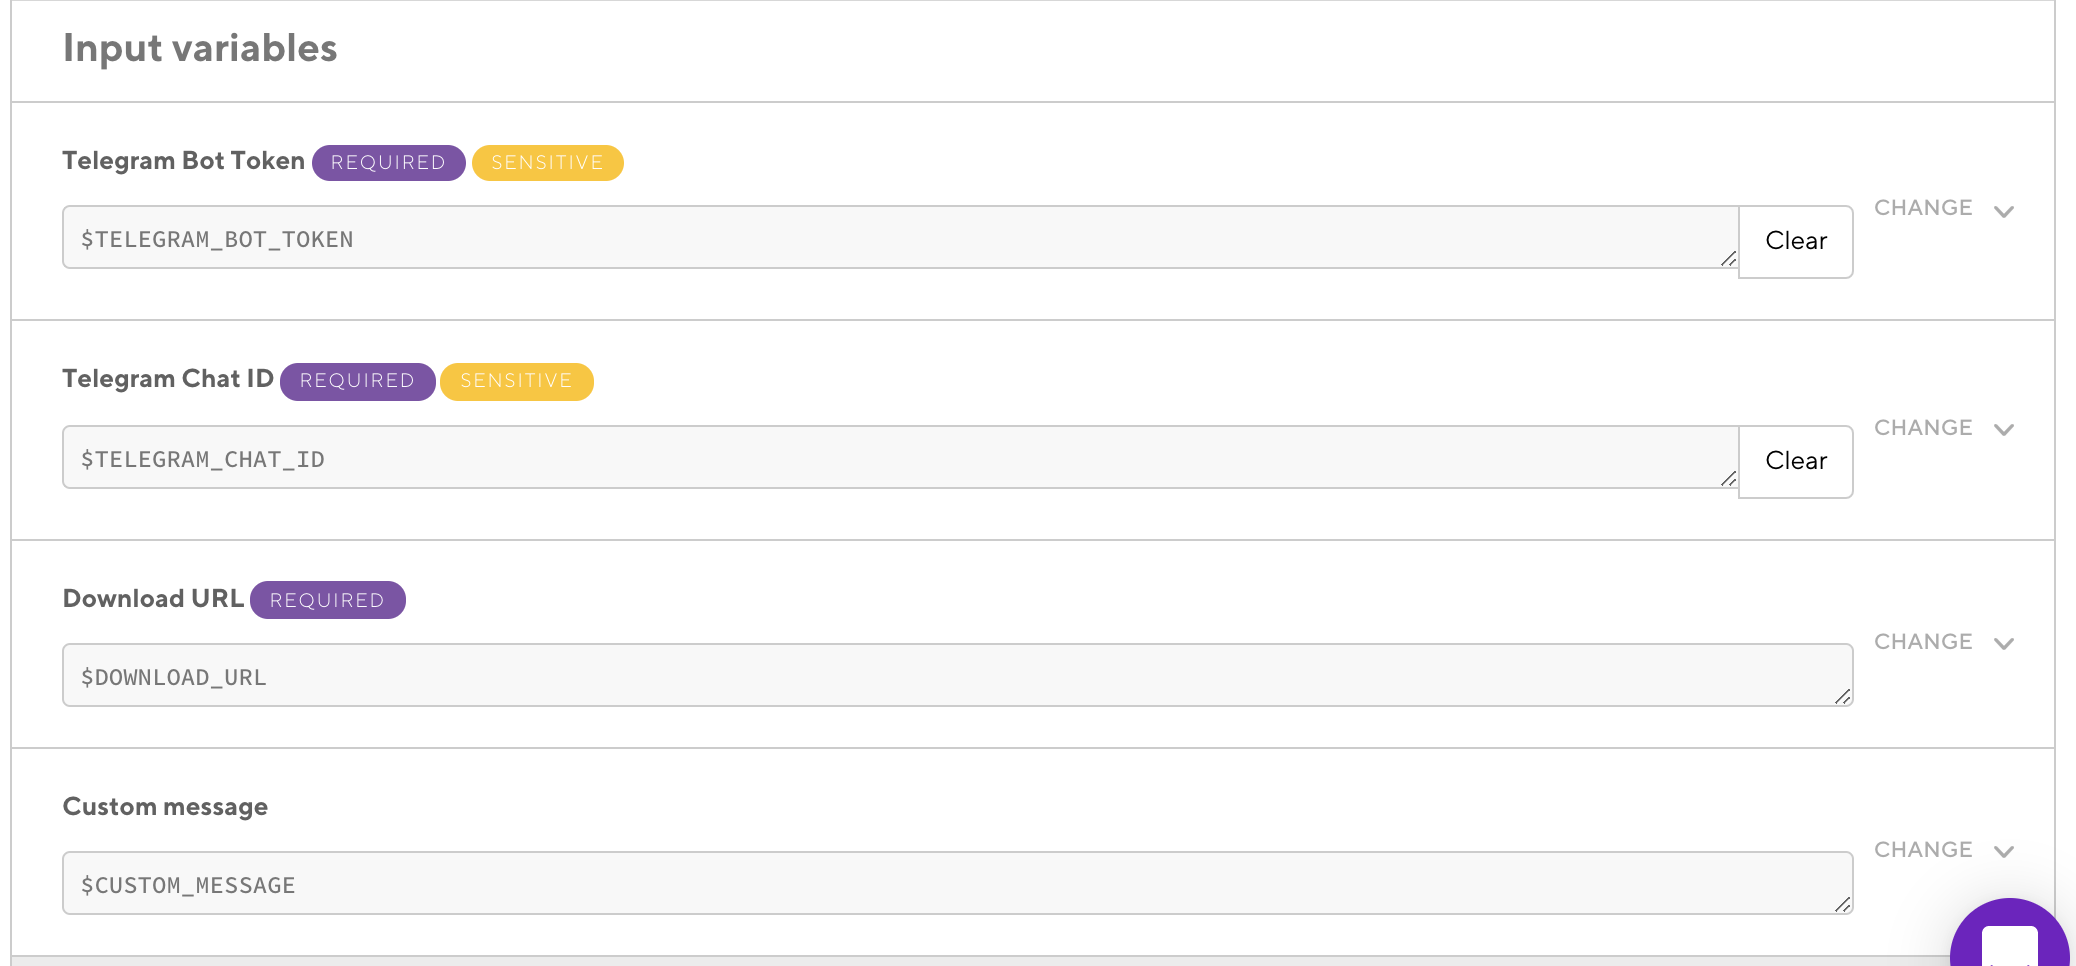 Input variables
Telegram Bot Token REQUIRED SENSITIVE
CHANGE
$TELEGRAM_BOT_TOKEN Clear
Telegram Chat ID REQUIRED SENSITIVE
CHANGE
$TELEGRAM_CHAT_ID Clear
Download URL REQUIRED
CHANGE
$DOWNLOAD_URL
Custom message
CHANGE
$CUSTOM_MESSAGE